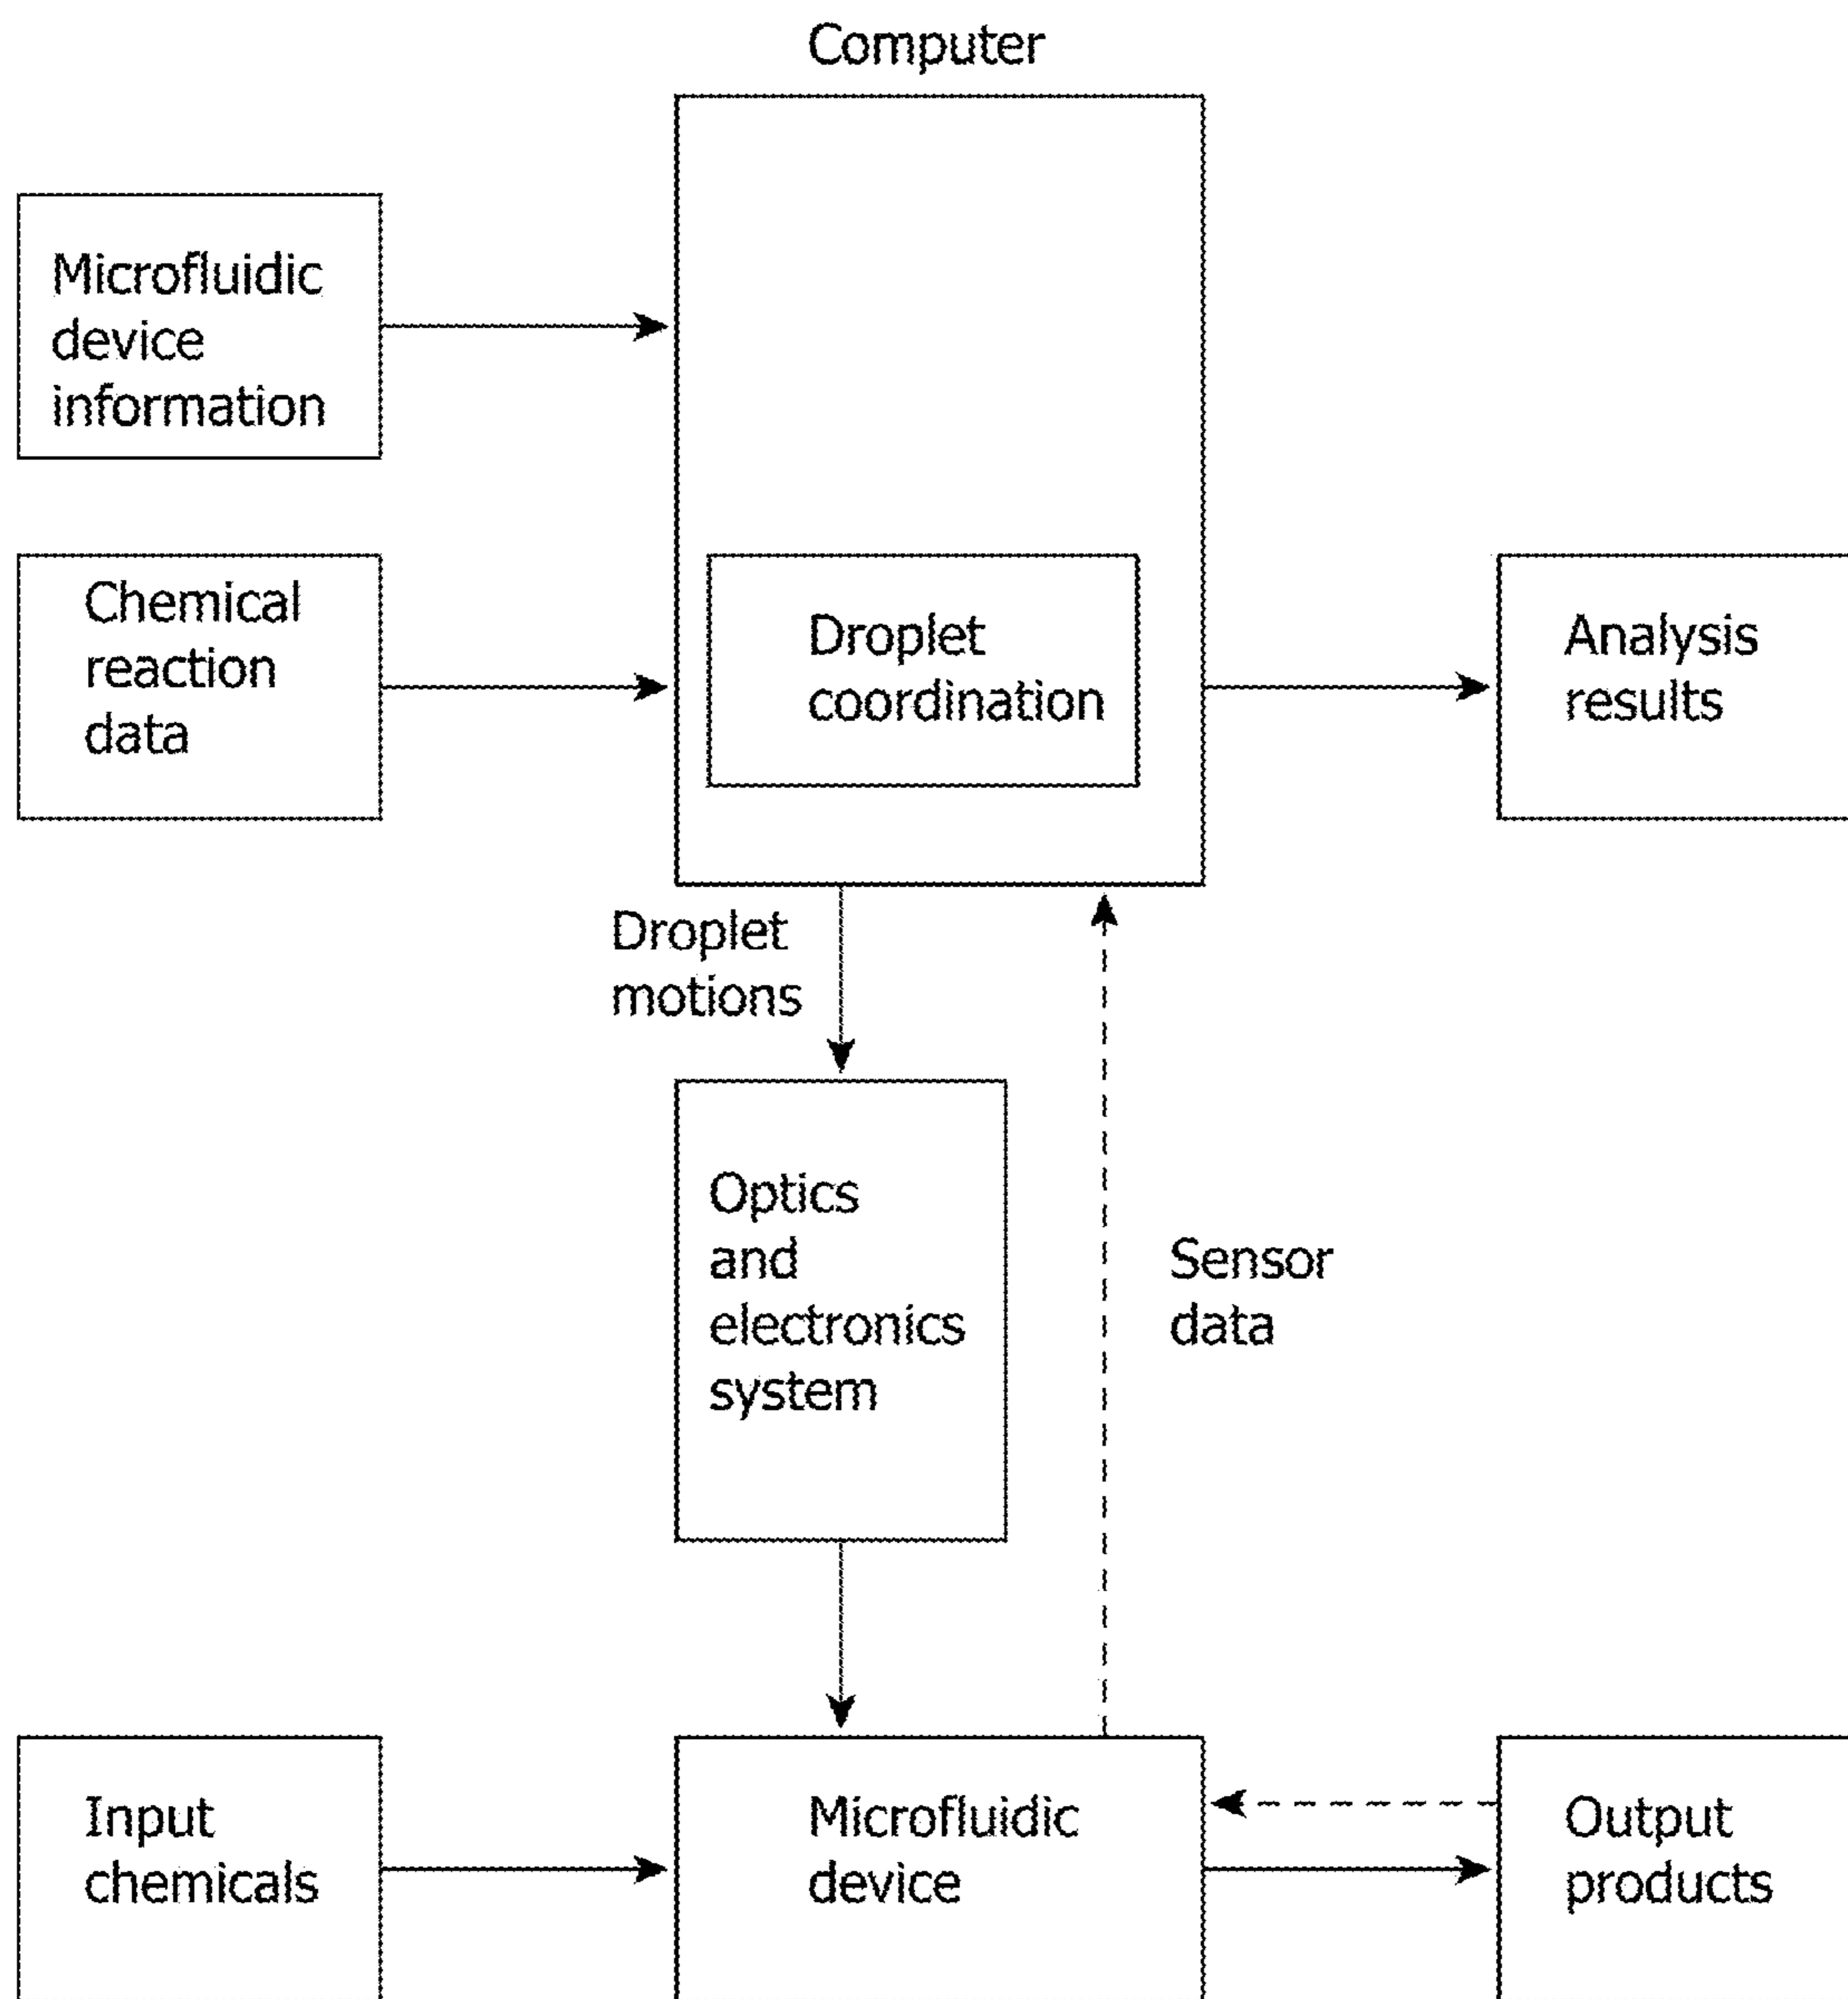 Computer
Microfluidic
device
information
Chemical
reaction
data
Droplet
coordination
Analysis
results
Droplet
motions
Optics
and
electronics
system
Sensor
data
Input
chemicals
Microfluidic
device
Output
products